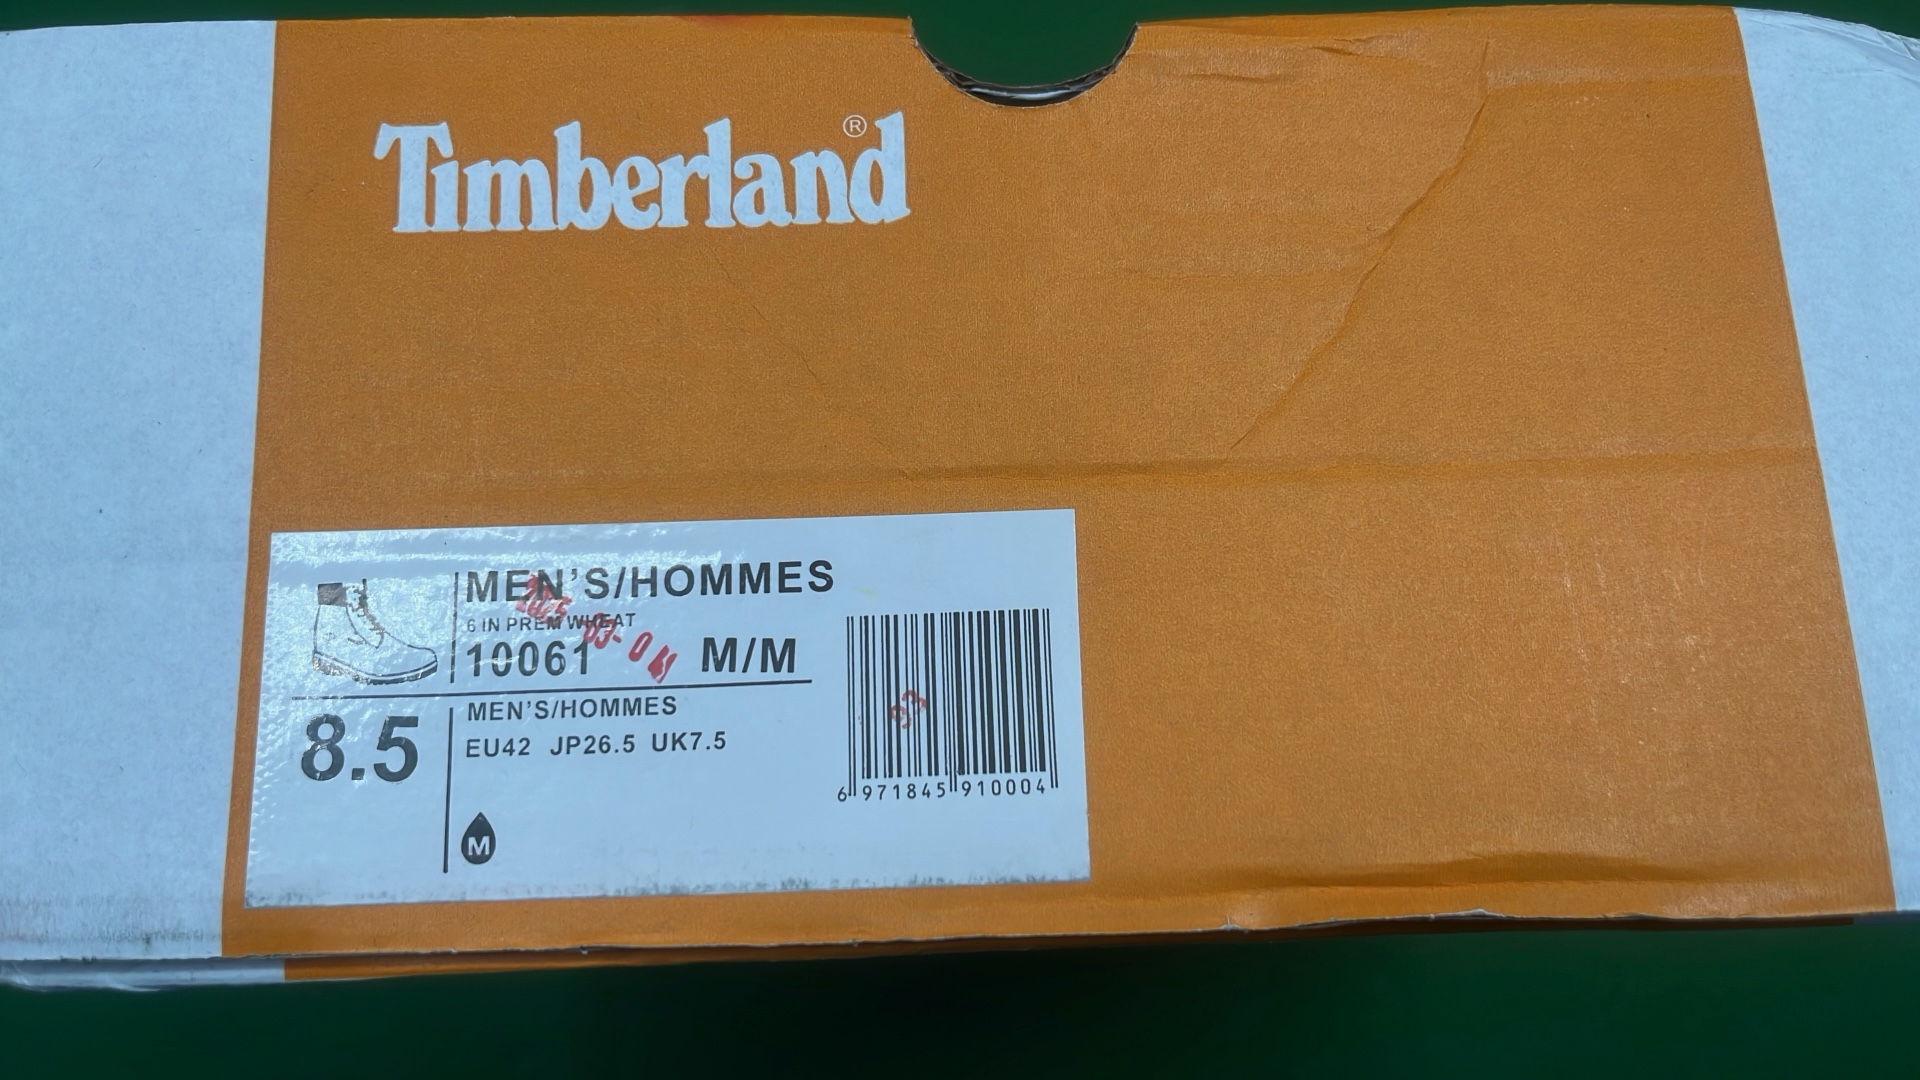 Timberland®
MEN'S/HOMMES
6 IN PREM WHEAT
10061 M/M
8.5
MEN'S/HOMMES
EU42 JP26.5 UK7.5
M
6 971845 910004
93